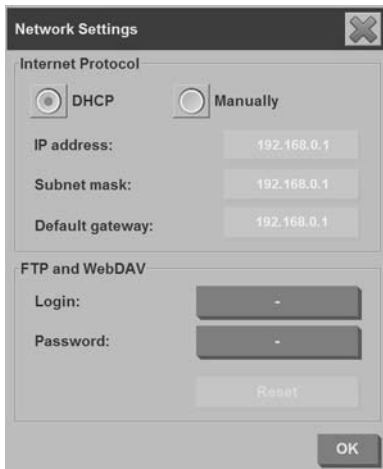 Network Settings
Internet Protocol
DHCP Manually
IP address: 192.168.0.1
Subnet mask: 192.168.0.1
Default gateway: 192.168.0.1
FTP and WebDAV
Login: -
Password: -
Reset
OK